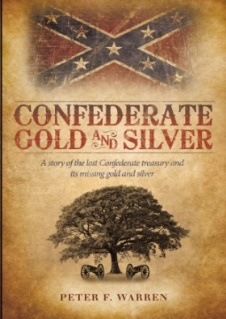 CONFEDERATE
GOLD AND SILVER
A story of the lost Confederate treasury and
its missing gold and silver
PETER F. WARREN